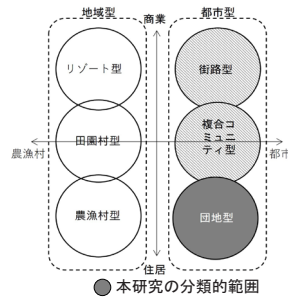 地域型
都市型
商業
リゾート型
街路型
田園村型
複合コ
ミュニ
ティ型
農漁村
都市
農漁村型
団地型
住居
本研究の分類的範囲